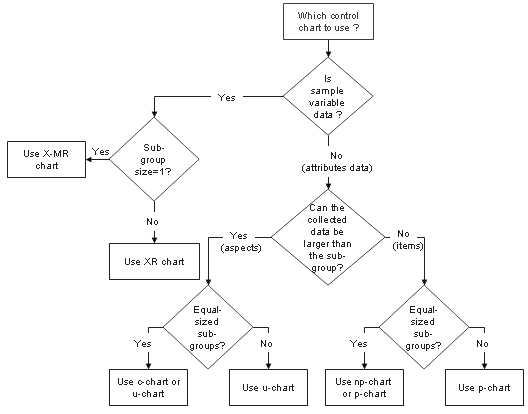 Which control
chart to use ?
Is
sample
variable
data ?
Yes
No
(attributes data)
Sub-
group
size=1?
Yes
Use X-MR
chart
No
Use XR chart
Can the
collected
data be
larger than
the sub-
group?
Yes
(aspects)
No
(items)
Equal-
sized
sub-
groups?
Yes
No
Use c-chart or
u-chart
Use u-chart
Equal-
sized
sub-
groups?
Yes
No
Use np-chart
or p-chart
Use p-chart